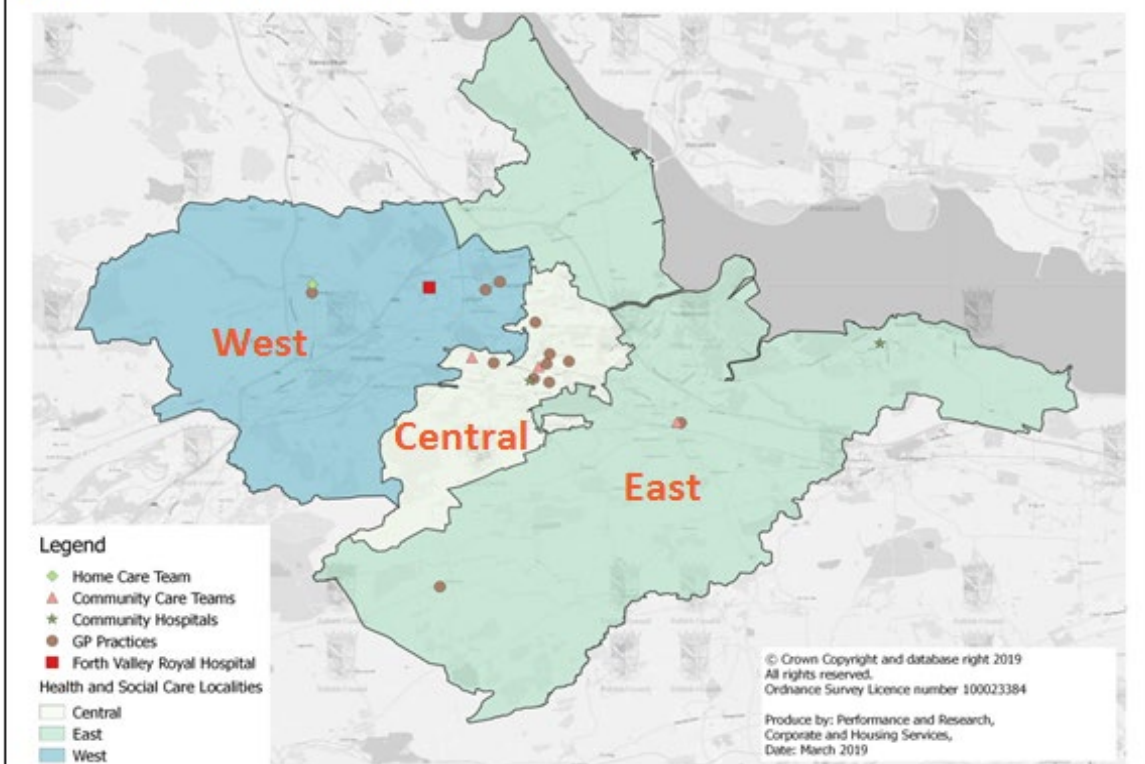 West
Central
East
Legend
Home Care Team
Community Care Teams
Community Hospitals
GP Practices
Forth Valley Royal Hospital
Health and Social Care Localities
Central
East
West
© Crown Copyright and database right 2019
All rights reserved.
Ordnance Survey Licence number 100023384
Produce by: Performance and Research,
Corporate and Housing Services,
Date: March 2019